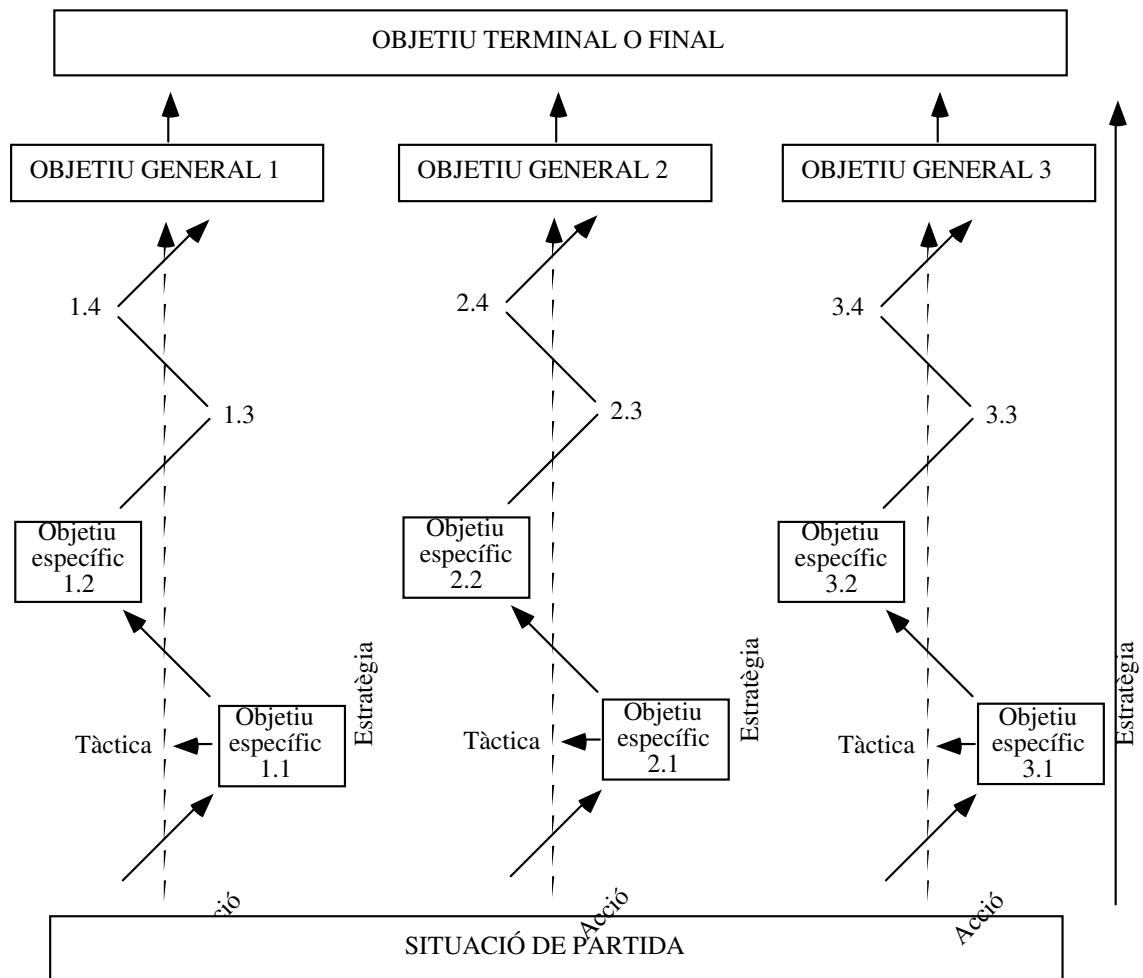 OBJETIU TERMINAL O FINAL
OBJETIU GENERAL 1
OBJETIU GENERAL 2
OBJETIU GENERAL 3
1.4
2.4
3.4
1.3
2.3
3.3
Objetiu
específic
1.2
Objetiu
específic
2.2
Objetiu
específic
3.2
Estratègia
Estratègia
Estratègia
Tàctica
Objetiu
específic
1.1
Tàctica
Objetiu
específic
2.1
Tàctica
Objetiu
específic
3.1
Acció
Acció
SITUACIÓ DE PARTIDA